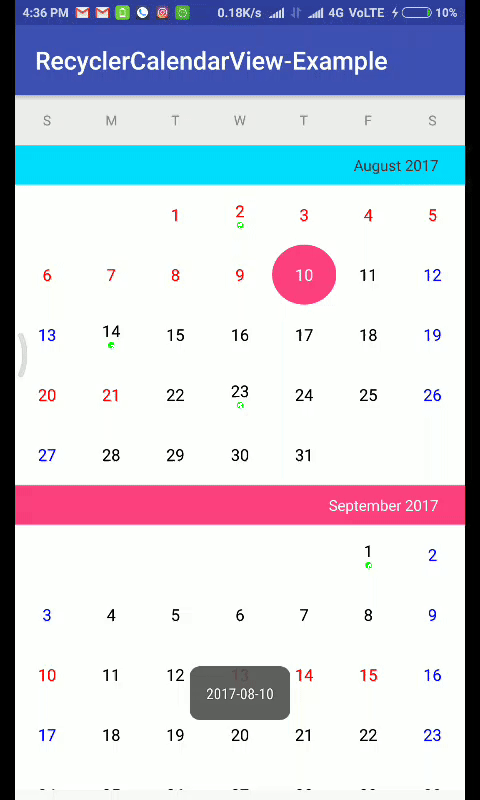 4:36 PM 0.18K/s 4G VoLTE 10%
RecyclerCalendarView-Example
S M T W T F S
August 2017
1 2 3 4 5
6 7 8 9 10 11 12
13 14 15 16 17 18 19
20 21 22 23 24 25 26
27 28 29 30 31
September 2017
1 2
3 4 5 6 7 8 9
10 11 12 13 14 15 16
2017-08-10
17 18 19 20 21 22 23